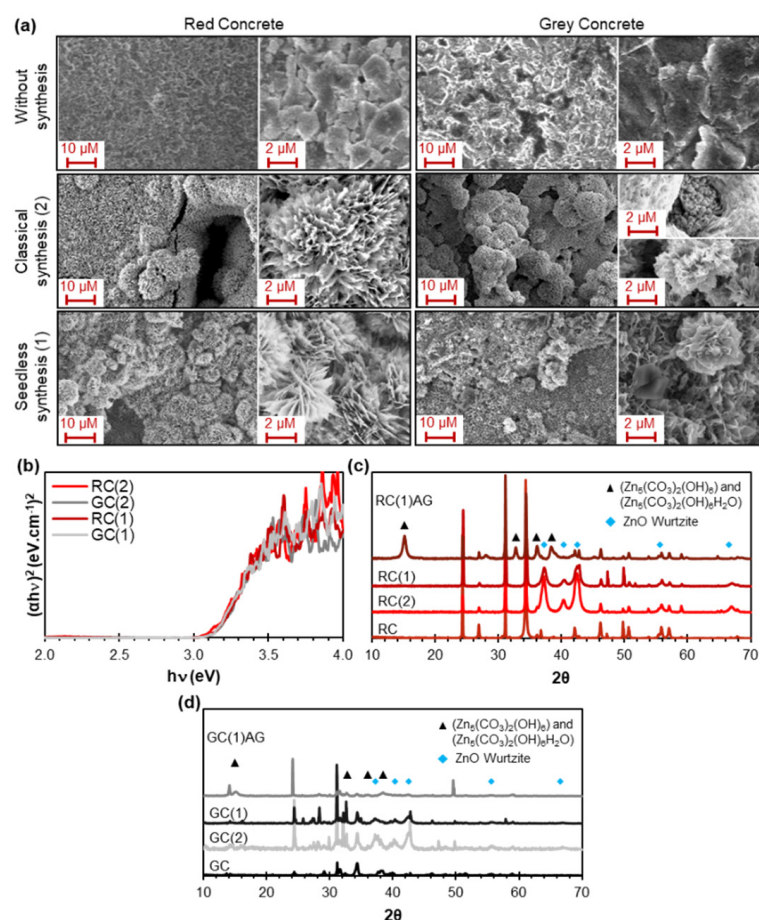 (a)
Red Concrete
Grey Concrete
Without
synthesis
10 µM
2 µM
10 µM
2 µM
Classical
synthesis (2)
10 µM
2 µM
10 µM
2 µM
2 µM
Seedless
synthesis (1)
10 µM
2 µM
10 µM
2 µM
(b)
RC(2)
GC(2)
RC(1)
GC(1)
(αhν)² (eV.cm⁻¹)²
2.0
2.5
3.0
3.5
4.0
hν (eV)
(c)
▲ (Zn₅(CO₃)₂(OH)₆) and
(Zn₅(CO₃)₂(OH)₆H₂O)
◆ ZnO Wurtzite
RC(1)AG
RC(1)
RC(2)
RC
10
20
30
40
50
60
70
2θ
(d)
▲ (Zn₅(CO₃)₂(OH)₆) and
(Zn₅(CO₃)₂(OH)₆H₂O)
◆ ZnO Wurtzite
GC(1)AG
GC(1)
GC(2)
GC
10
20
30
40
50
60
70
2θ